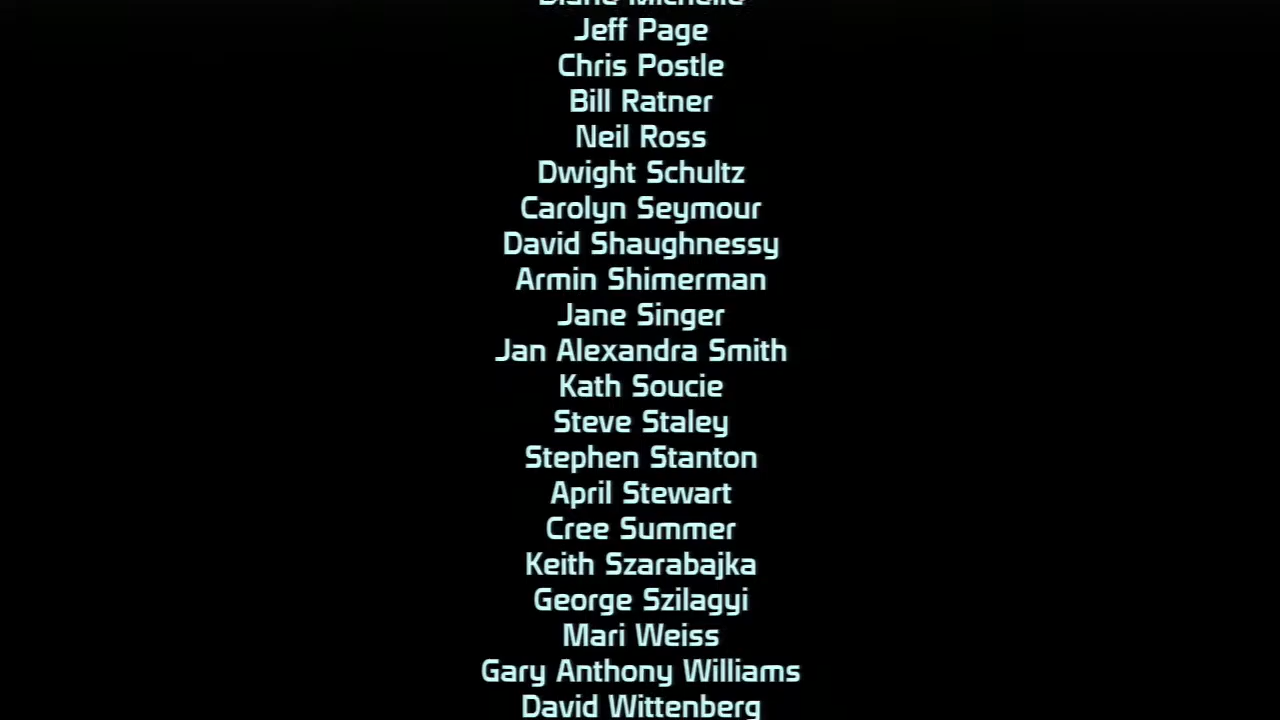 Diane Michelle
Jeff Page
Chris Postle
Bill Ratner
Neil Ross
Dwight Schultz
Carolyn Seymour
David Shaughnessy
Armin Shimerman
Jane Singer
Jan Alexandra Smith
Kath Soucie
Steve Staley
Stephen Stanton
April Stewart
Cree Summer
Keith Szarabajka
George Szilagyi
Mari Weiss
Gary Anthony Williams
David Wittenberg